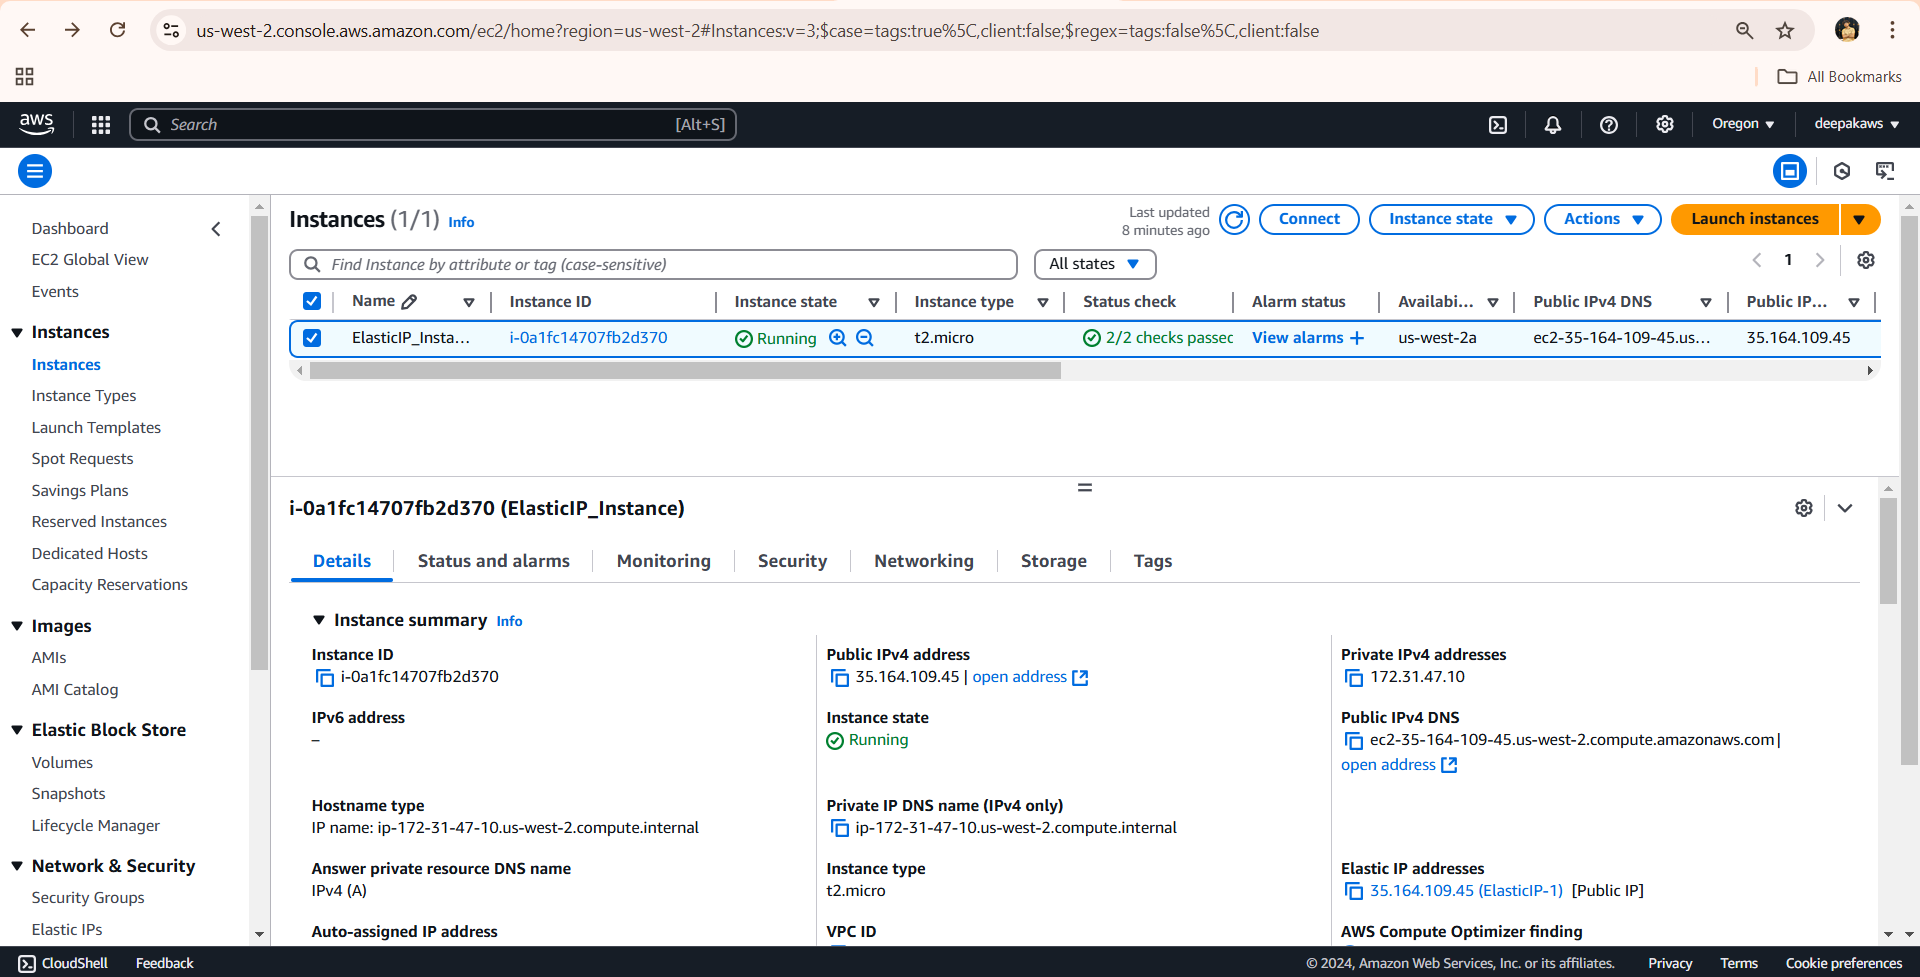 us-west-2.console.aws.amazon.com/ec2/home?region=us-west-2#Instances:v=3;$case=tags:true%5C,client:false;$regex=tags:false%5C,client:false
All Bookmarks
aws
Search
[Alt+S]
Oregon
deepakaws
Dashboard
EC2 Global View
Events
Instances
Instances
Instance Types
Launch Templates
Spot Requests
Savings Plans
Reserved Instances
Dedicated Hosts
Capacity Reservations
Images
AMIs
AMI Catalog
Elastic Block Store
Volumes
Snapshots
Lifecycle Manager
Network & Security
Security Groups
Elastic IPs
Instances (1/1) Info
Last updated
8 minutes ago
Connect
Instance state
Actions
Launch instances
Find Instance by attribute or tag (case-sensitive)
All states
1
Name Instance ID Instance state Instance type Status check Alarm status Availabi... Public IPv4 DNS Public IP...
ElasticIP_Insta... i-0a1fc14707fb2d370 Running t2.micro 2/2 checks passec View alarms + us-west-2a ec2-35-164-109-45.us... 35.164.109.45
i-0a1fc14707fb2d370 (ElasticIP_Instance)
Details Status and alarms Monitoring Security Networking Storage Tags
Instance summary Info
Instance ID
i-0a1fc14707fb2d370
Public IPv4 address
35.164.109.45 | open address
Private IPv4 addresses
172.31.47.10
IPv6 address
–
Instance state
Running
Public IPv4 DNS
ec2-35-164-109-45.us-west-2.compute.amazonaws.com |
open address
Hostname type
IP name: ip-172-31-47-10.us-west-2.compute.internal
Private IP DNS name (IPv4 only)
ip-172-31-47-10.us-west-2.compute.internal
Answer private resource DNS name
IPv4 (A)
Instance type
t2.micro
Elastic IP addresses
35.164.109.45 (ElasticIP-1) [Public IP]
Auto-assigned IP address
VPC ID
AWS Compute Optimizer finding
CloudShell
Feedback
© 2024, Amazon Web Services, Inc. or its affiliates.
Privacy
Terms
Cookie preferences